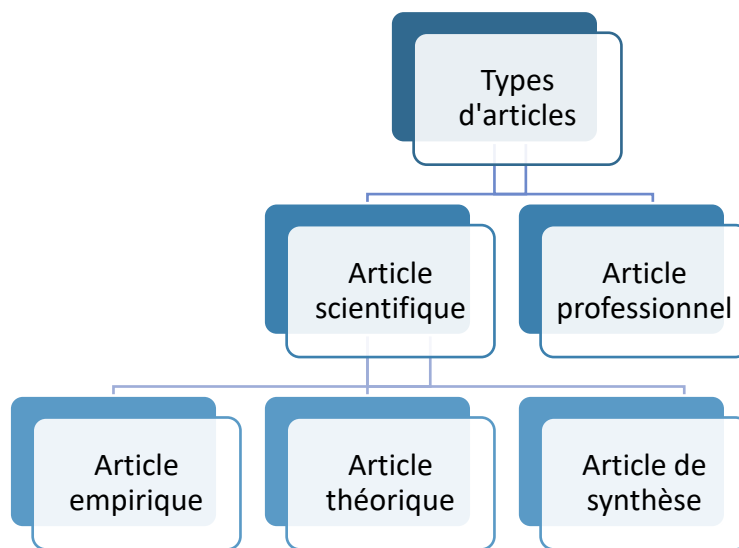 Types
d'articles
Article
scientifique
Article
professionnel
Article
empirique
Article
théorique
Article de
synthèse